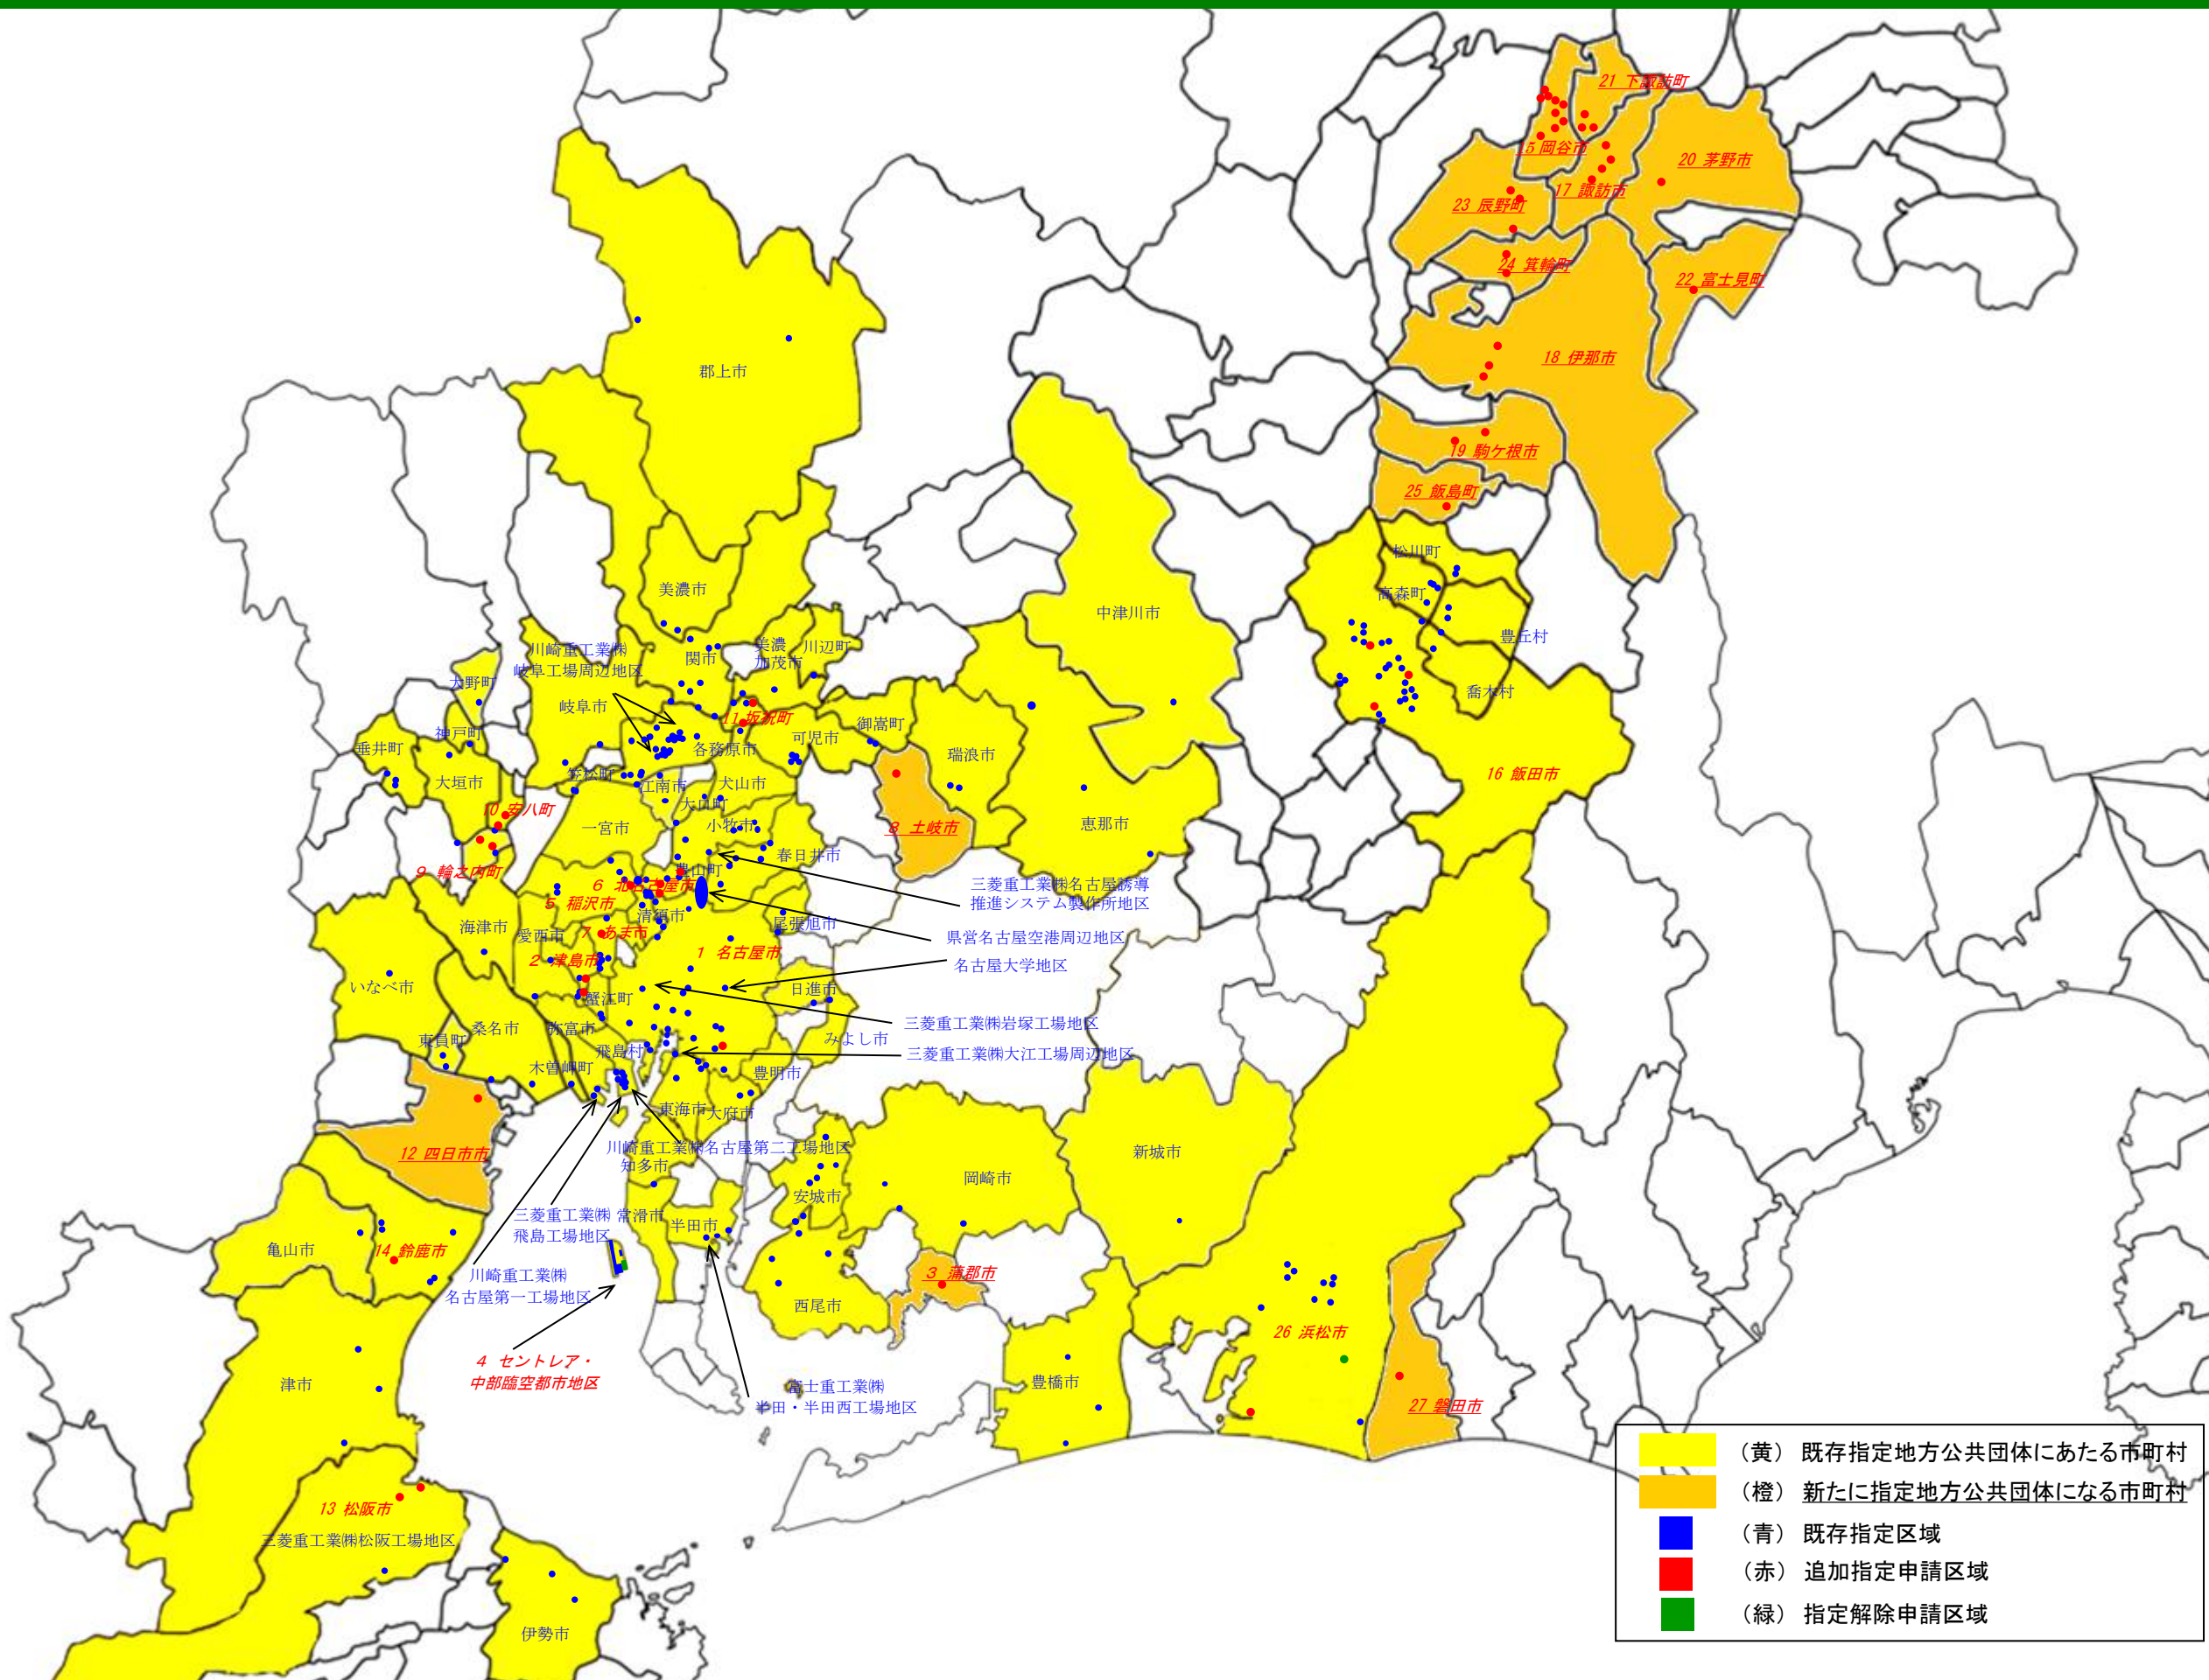 21 下諏訪町
15 岡谷市
20 茅野市
17 諏訪市
23 辰野町
24 箕輪町
22 富士見町
18 伊那市
郡上市
19 駒ケ根市
25 飯島町
松川町
高森町
美濃市
中津川市
豊丘村
川崎重工業㈱
岐阜工場周辺地区
関市
美濃
加茂市
川辺町
喬木村
大野町
岐阜市
11 坂祝町
御嵩町
神戸町
垂井町
各務原市
可児市
瑞浪市
16 飯田市
大垣市
笠松町
江南市
犬山市
大口町
10 安八町
一宮市
小牧市
8 土岐市
恵那市
春日井市
9 輪之内町
豊山町
6 北名古屋市
三菱重工業㈱名古屋誘導
推進システム製作所地区
5 稲沢市
清須市
海津市
愛西市
7 あま市
尾張旭市
県営名古屋空港周辺地区
1 名古屋市
2 津島市
名古屋大学地区
いなべ市
蟹江町
日進市
桑名市
弥富市
三菱重工業㈱岩塚工場地区
東員町
飛島村
みよし市
三菱重工業㈱大江工場周辺地区
木曽岬町
豊明市
東海市
大府市
12 四日市市
川崎重工業㈱名古屋第二工場地区
知多市
新城市
岡崎市
安城市
三菱重工業㈱
飛島工場地区
常滑市
半田市
亀山市
14 鈴鹿市
川崎重工業㈱
名古屋第一工場地区
3 蒲郡市
西尾市
26 浜松市
4 セントレア・
中部臨空都市地区
津市
富士重工業㈱
半田・半田西工場地区
豊橋市
27 磐田市
13 松阪市
三菱重工業㈱松阪工場地区
伊勢市
（黄） 既存指定地方公共団体にあたる市町村
（橙） 新たに指定地方公共団体になる市町村
（青） 既存指定区域
（赤） 追加指定申請区域
（緑） 指定解除申請区域